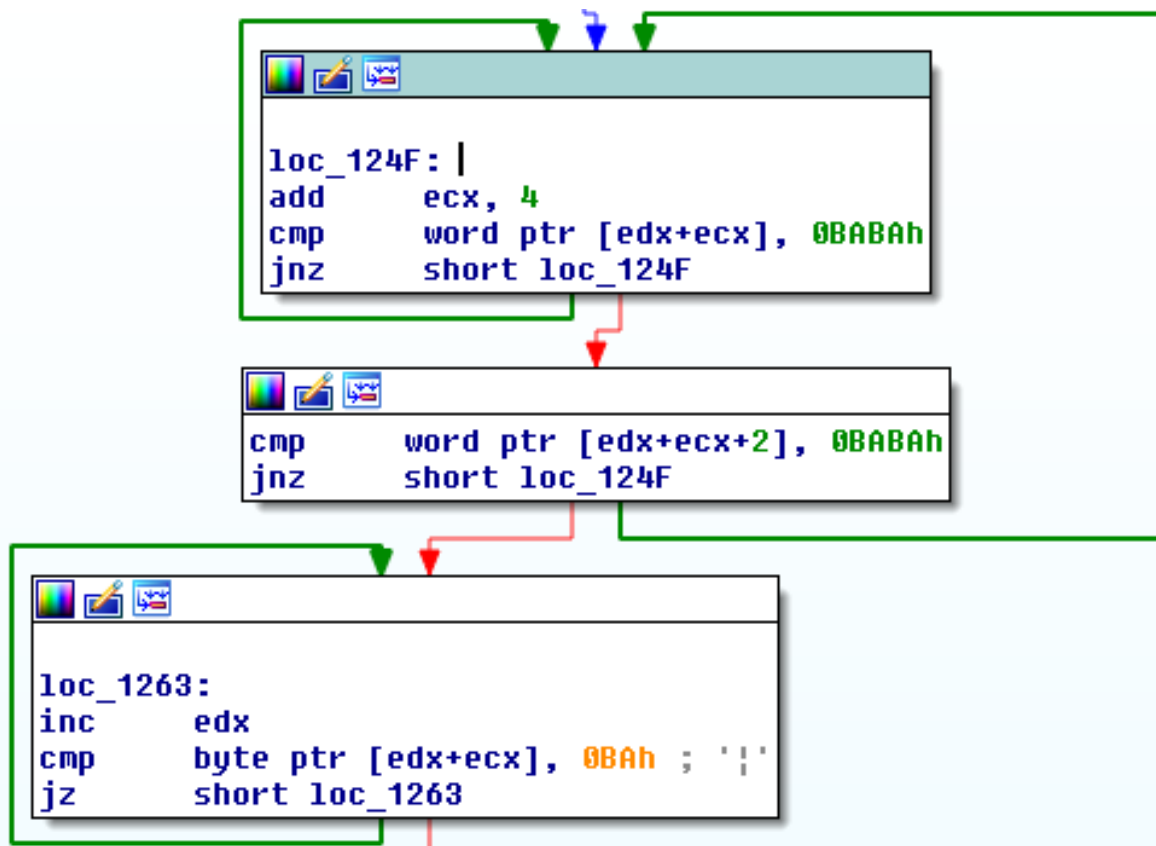 loc_124F:
add ecx, 4
cmp word ptr [edx+ecx], 0BABAh
jnz short loc_124F
cmp word ptr [edx+ecx+2], 0BABAh
jnz short loc_124F
loc_1263:
inc edx
cmp byte ptr [edx+ecx], 0BAh ; '¦'
jz short loc_1263